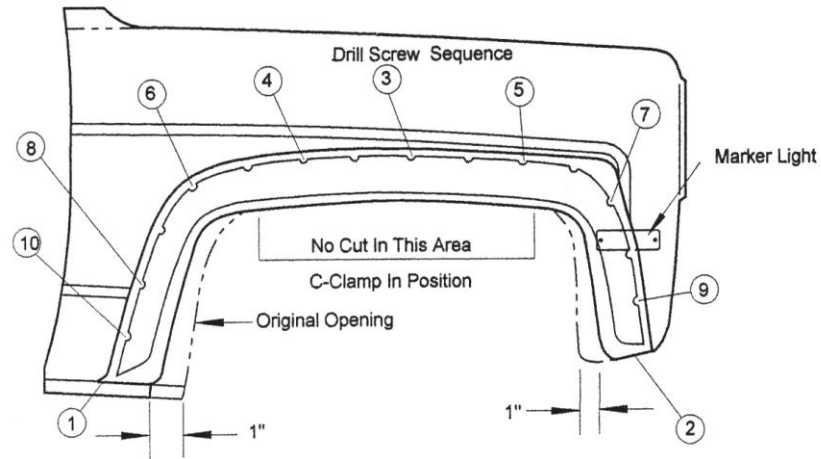 Drill Screw Sequence
3
4
5
6
7
Marker Light
8
10
No Cut In This Area
C-Clamp In Position
9
Original Opening
1
1"
1"
2